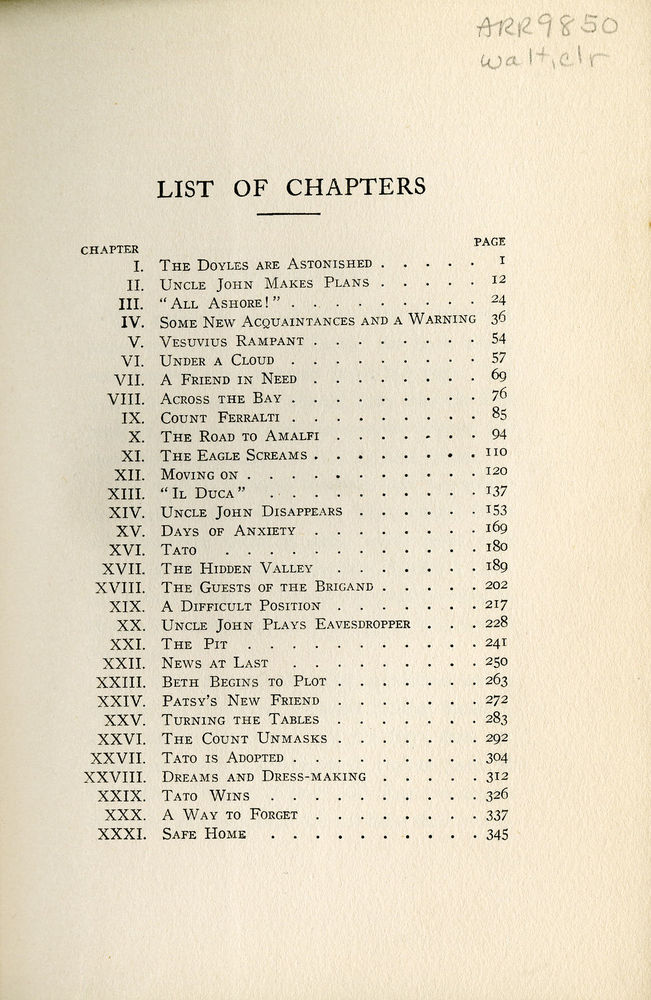 ARR9850
walt,clr
LIST OF CHAPTERS
CHAPTER PAGE
I. THE DOYLES ARE ASTONISHED . . . . . 1
II. UNCLE JOHN MAKES PLANS . . . . . 12
III. "ALL ASHORE!" . . . . . . . . . 24
IV. SOME NEW ACQUAINTANCES AND A WARNING 36
V. VESUVIUS RAMPANT . . . . . . . . 54
VI. UNDER A CLOUD . . . . . . . . . 57
VII. A FRIEND IN NEED . . . . . . . . 69
VIII. ACROSS THE BAY . . . . . . . . . 76
IX. COUNT FERRALTI . . . . . . . . . 85
X. THE ROAD TO AMALFI . . . . . . . 94
XI. THE EAGLE SCREAMS . . . . . . . . 110
XII. MOVING ON . . . . . . . . . . . 120
XIII. "IL DUCA" . . . . . . . . . . 137
XIV. UNCLE JOHN DISAPPEARS . . . . . . 153
XV. DAYS OF ANXIETY . . . . . . . . 169
XVI. TATO . . . . . . . . . . . . 180
XVII. THE HIDDEN VALLEY . . . . . . . 189
XVIII. THE GUESTS OF THE BRIGAND . . . . . 202
XIX. A DIFFICULT POSITION . . . . . . . 217
XX. UNCLE JOHN PLAYS EAVESDROPPER . . . 228
XXI. THE PIT . . . . . . . . . . . 241
XXII. NEWS AT LAST . . . . . . . . . 250
XXIII. BETH BEGINS TO PLOT . . . . . . . 263
XXIV. PATSY'S NEW FRIEND . . . . . . . 272
XXV. TURNING THE TABLES . . . . . . . 283
XXVI. THE COUNT UNMASKS . . . . . . . 292
XXVII. TATO IS ADOPTED . . . . . . . . . 304
XXVIII. DREAMS AND DRESS-MAKING . . . . . 312
XXIX. TATO WINS . . . . . . . . . . 326
XXX. A WAY TO FORGET . . . . . . . . 337
XXXI. SAFE HOME . . . . . . . . . . 345